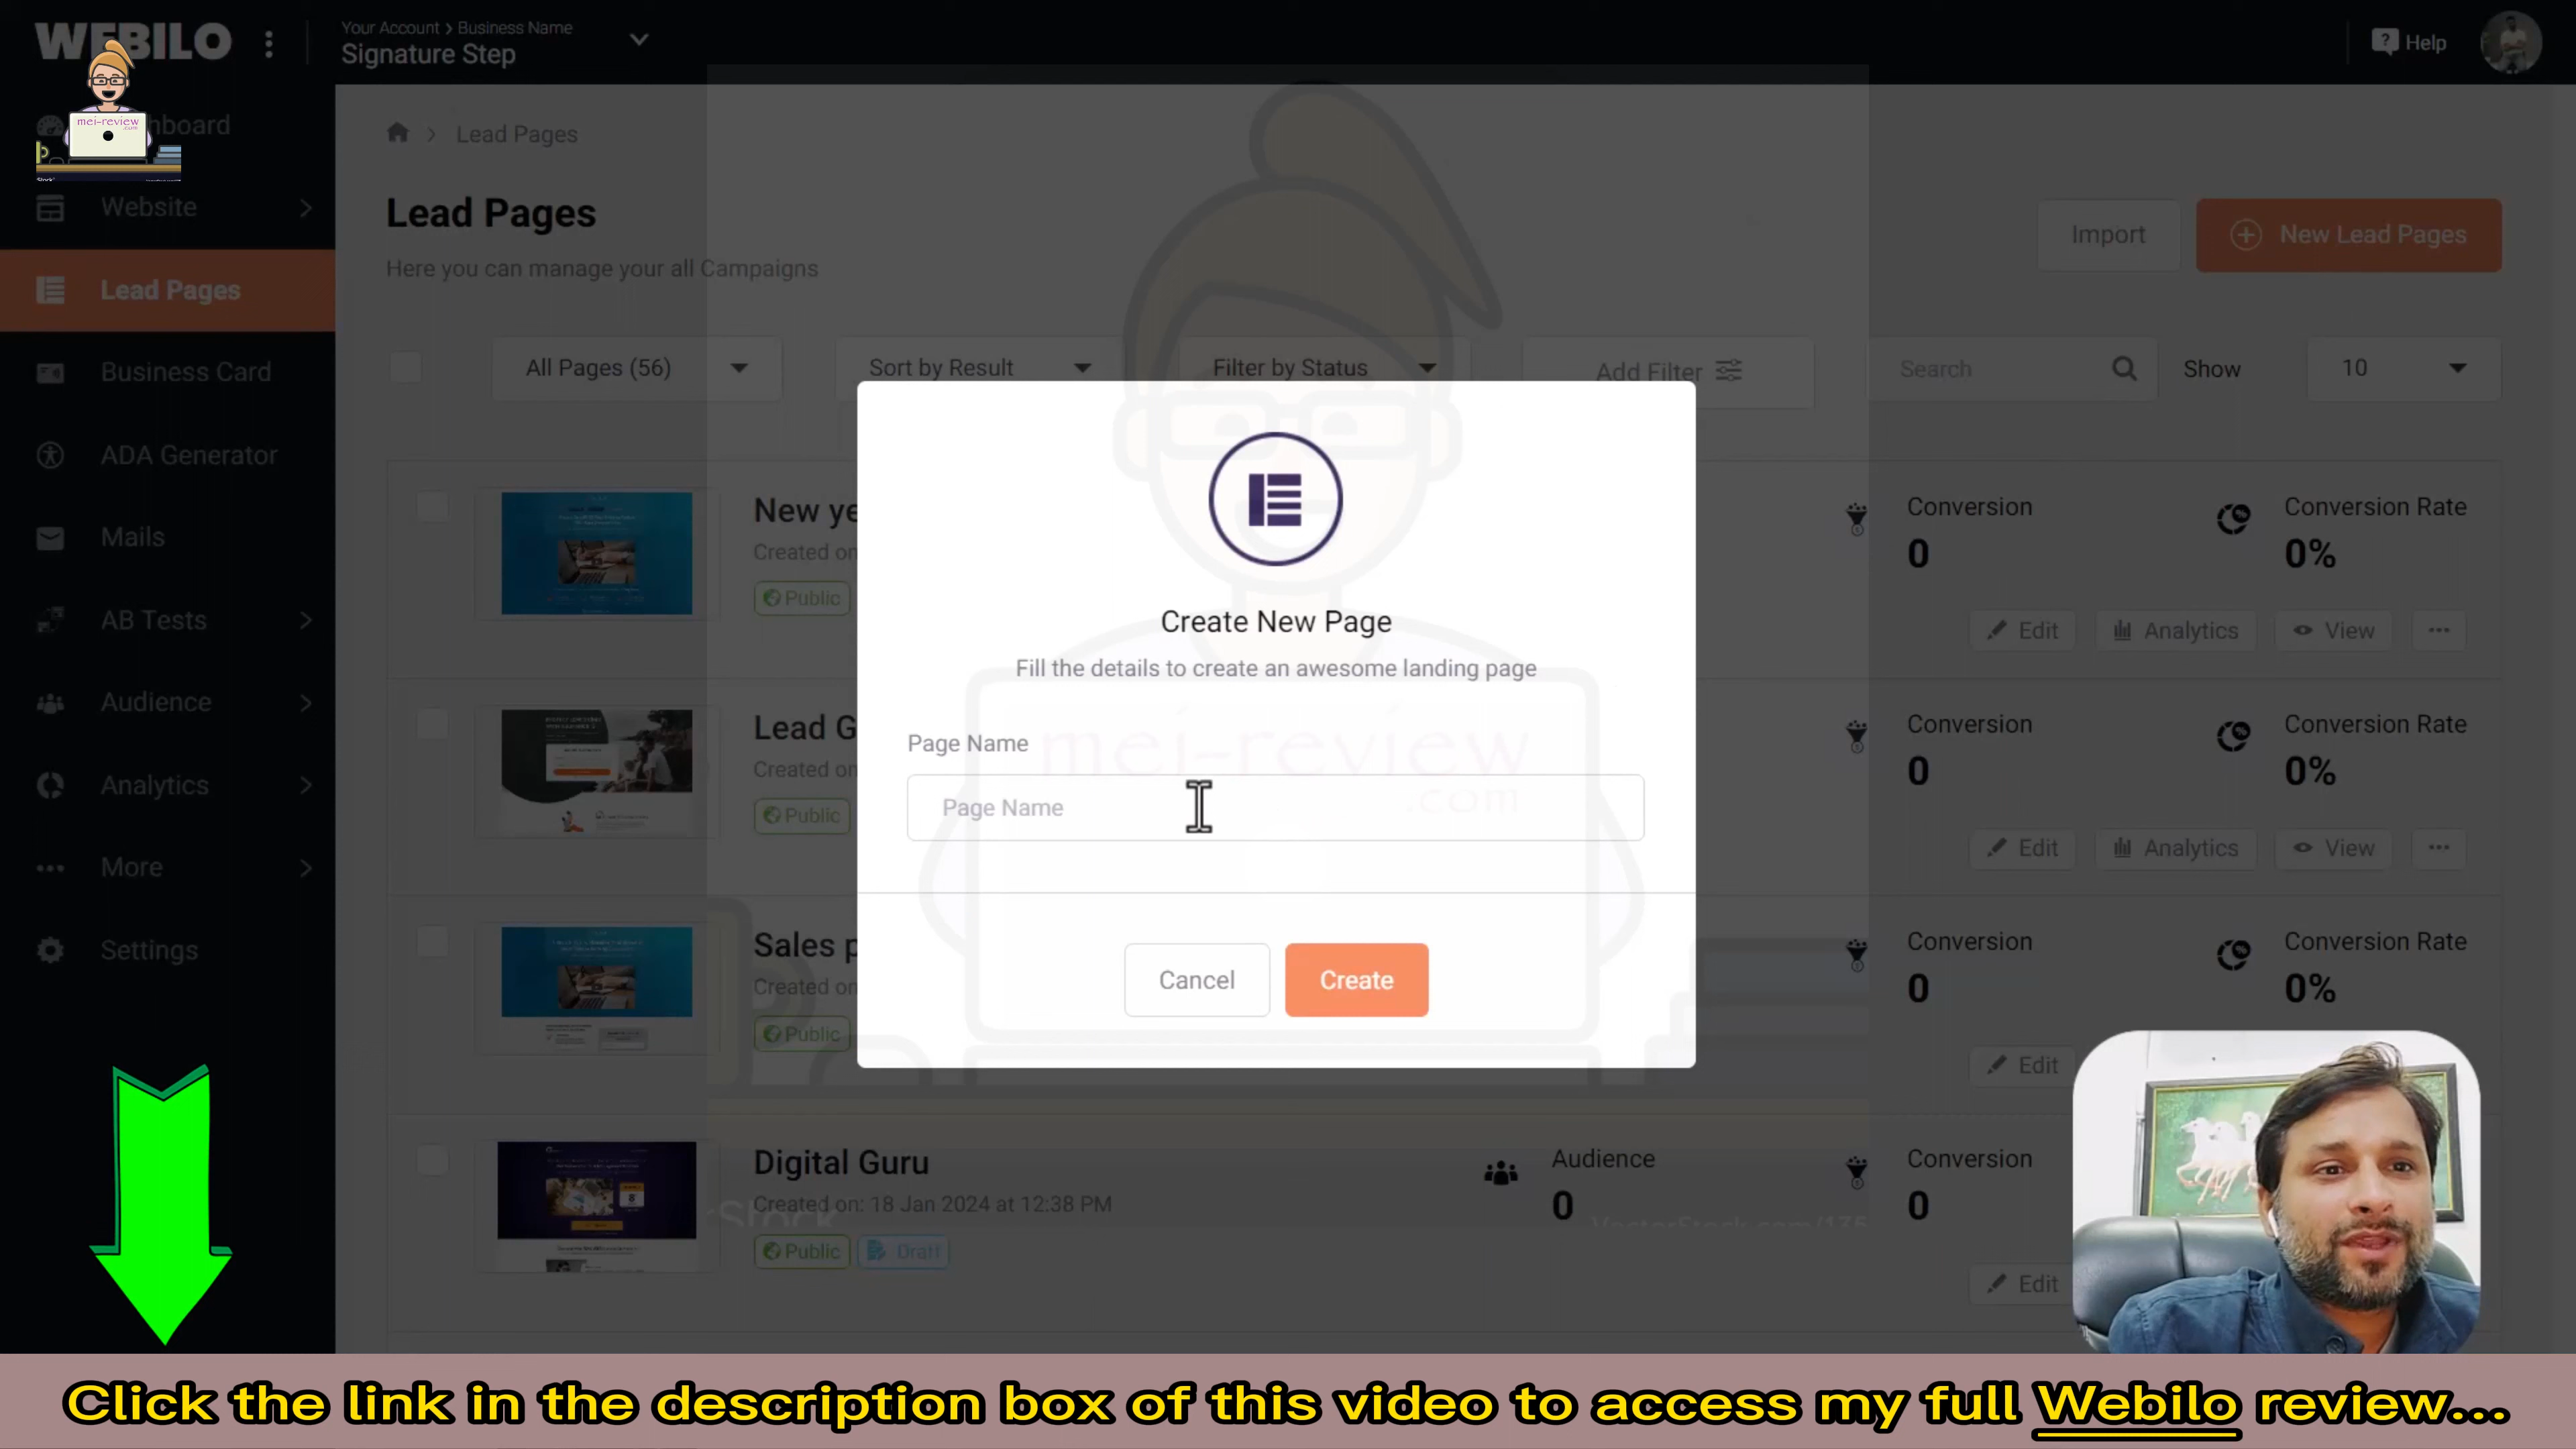 WEBILO
Your Account > Business Name
Signature Step
Help
mei-review
.com
Lead Pages
Website
Lead Pages
Business Card
ADA Generator
Mails
AB Tests
Audience
Analytics
More
Settings
Lead Pages
Here you can manage your all Campaigns
Import
New Lead Pages
All Pages (56)
Sort by Result
Filter by Status
Add Filter
Search
Show
10
Conversion
0
Conversion Rate
0%
Public
Edit
Analytics
View
Lead
Created
Conversion
0
Conversion Rate
0%
Public
Edit
Analytics
View
Sales
Created
Conversion
0
Conversion Rate
0%
Public
Edit
Digital Guru
Created on: 18 Jan 2024 at 12:38 PM
Public
Draft
Audience
0
Conversion
0
Edit
Create New Page
Fill the details to create an awesome landing page
Page Name
Page Name
Cancel
Create
mei-review
.com
Click the link in the description box of this video to access my full Webilo review...